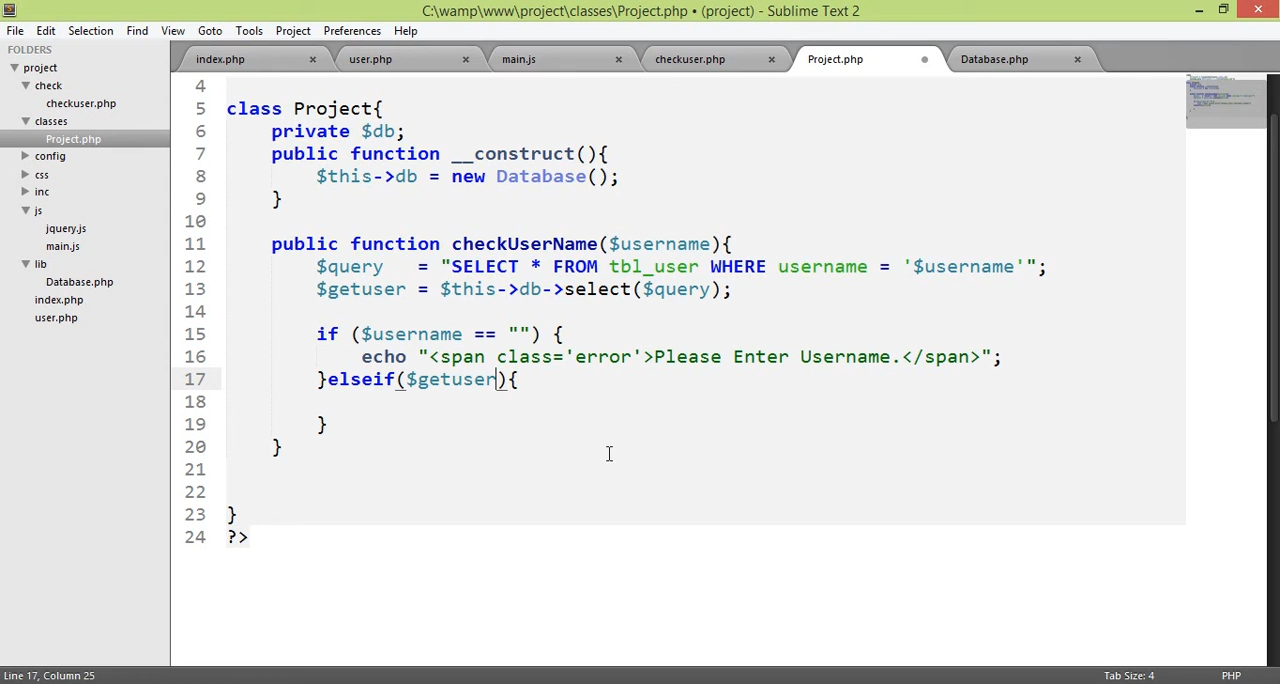 C:\wamp\www\project\classes\Project.php • (project) - Sublime Text 2
File Edit Selection Find View Goto Tools Project Preferences Help
FOLDERS
project
check
checkuser.php
classes
Project.php
config
css
inc
js
jquery.js
main.js
lib
Database.php
index.php
user.php
index.php × user.php × main.js × checkuser.php × Project.php Database.php ×
4
5 class Project{
6     private $db;
7     public function __construct(){
8         $this->db = new Database();
9     }
10
11     public function checkUserName($username){
12         $query   = "SELECT * FROM tbl_user WHERE username = '$username'";
13         $getuser = $this->db->select($query);
14
15         if ($username == "") {
16             echo "<span class='error'>Please Enter Username.</span>";
17         }elseif($getuser){
18
19         }
20     }
21
22
23 }
24 ?>
Line 17, Column 25 Tab Size: 4 PHP